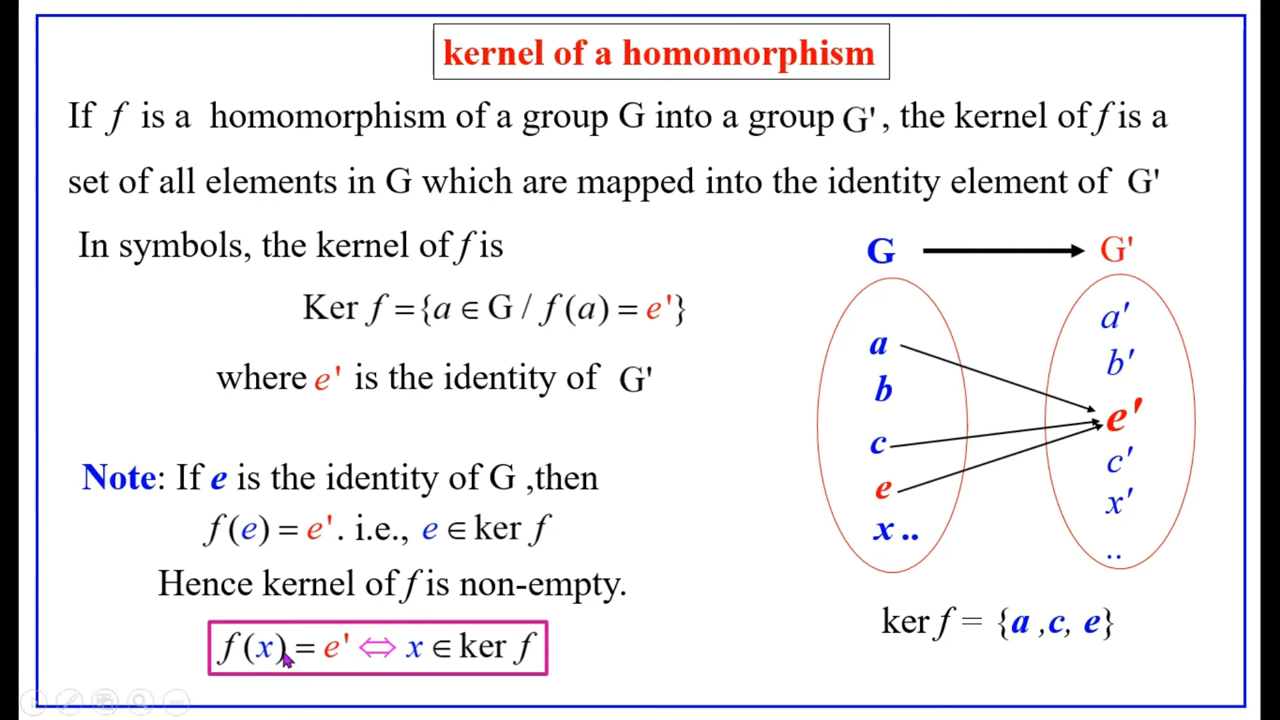 kernel of a homomorphism
If f is a homomorphism of a group G into a group G', the kernel of f is a
set of all elements in G which are mapped into the identity element of G'
In symbols, the kernel of f is
Ker f = {a ∈ G / f(a) = e'}
where e' is the identity of G'
Note: If e is the identity of G ,then
f(e) = e'. i.e., e ∈ ker f
Hence kernel of f is non-empty.
f(x) = e' ⇔ x ∈ ker f
G G'
a
b
c
e
x ..
a'
b'
e'
c'
x'
..
ker f = {a ,c, e}